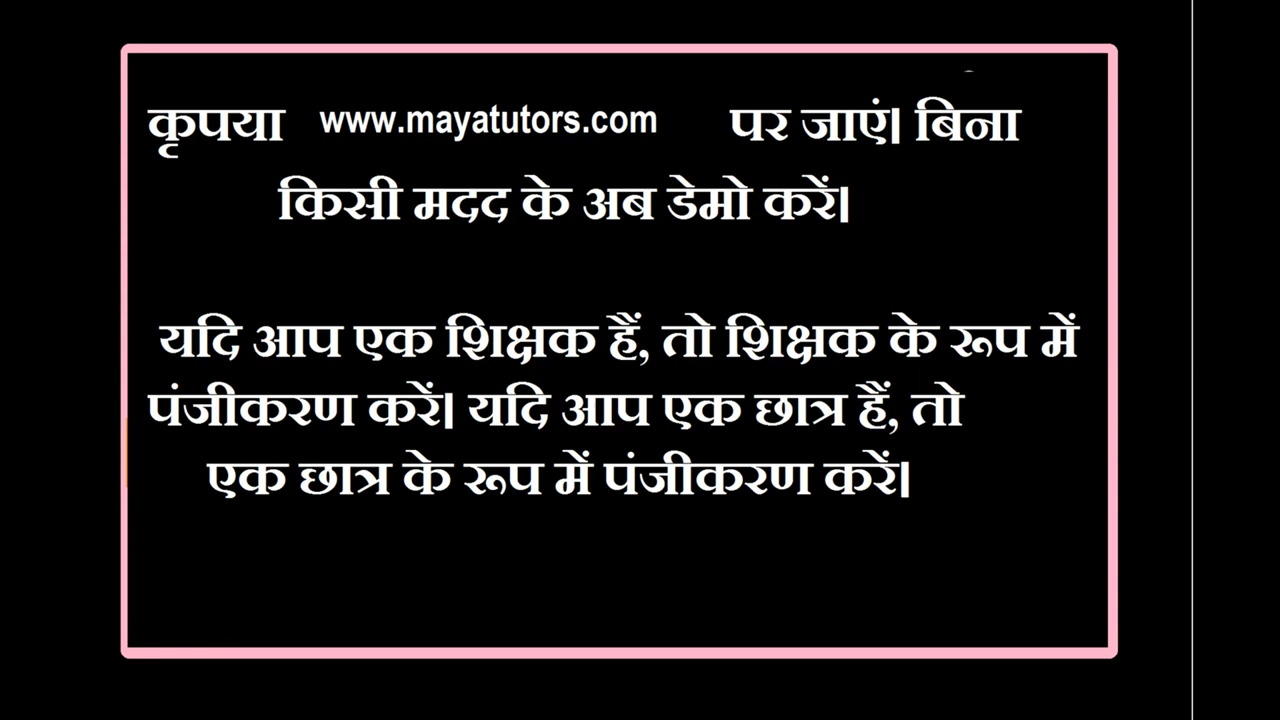 कृपया www.mayatutors.com पर जाएं। बिना
किसी मदद के अब डेमो करें।
यदि आप एक शिक्षक हैं, तो शिक्षक के रूप में
पंजीकरण करें। यदि आप एक छात्र हैं, तो
एक छात्र के रूप में पंजीकरण करें।